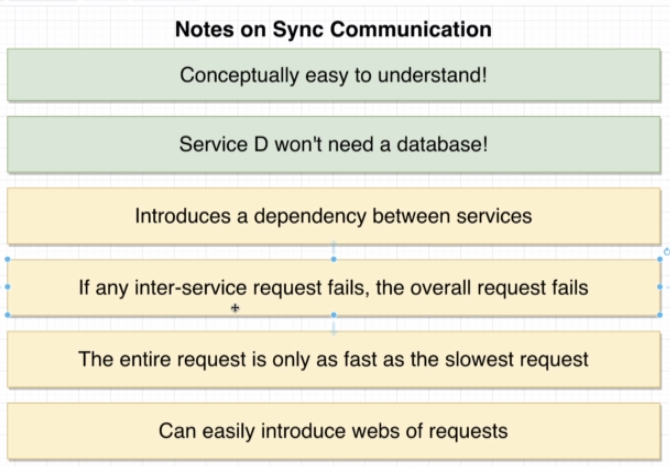 Notes on Sync Communication
Conceptually easy to understand!
Service D won't need a database!
Introduces a dependency between services
If any inter-service request fails, the overall request fails
The entire request is only as fast as the slowest request
Can easily introduce webs of requests